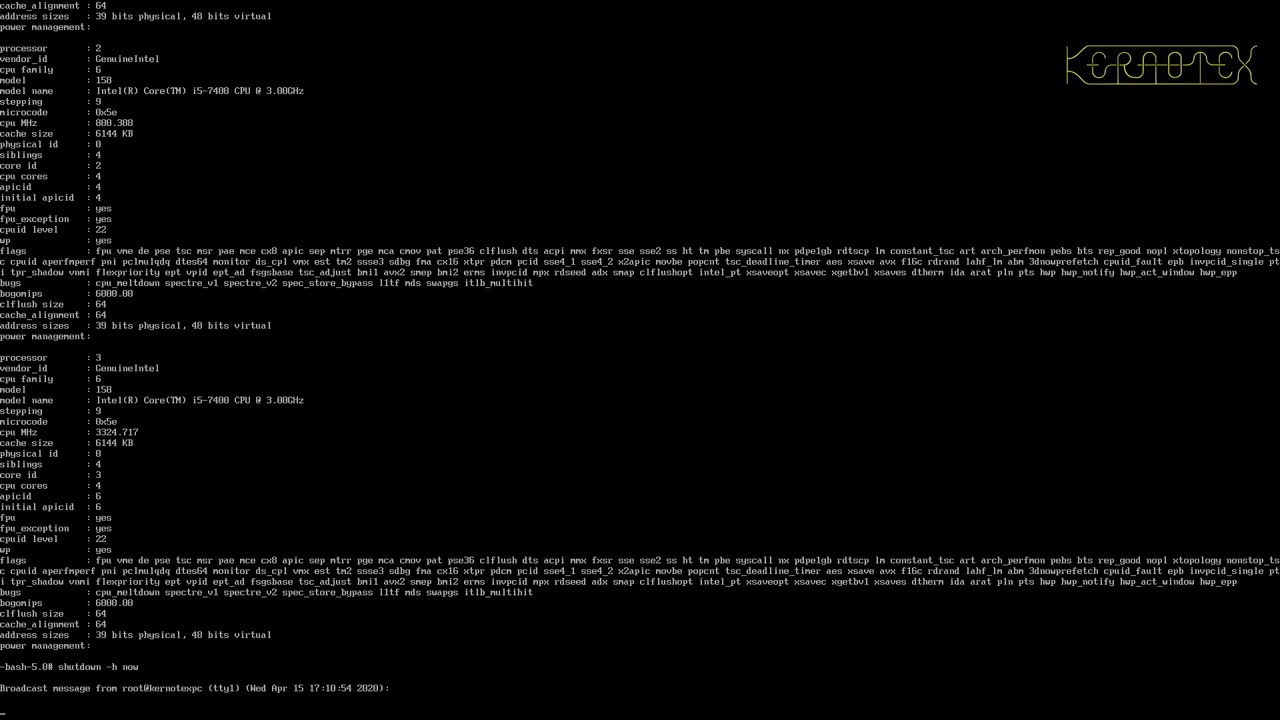 cache_alignment : 64
address sizes : 39 bits physical, 48 bits virtual
power management:
KERNOTEX
processor : 2
vendor_id : GenuineIntel
cpu family : 6
model : 158
model name : Intel(R) Core(TM) i5-7400 CPU @ 3.00GHz
stepping : 9
microcode : 0x5e
cpu MHz : 800.388
cache size : 6144 KB
physical id : 0
siblings : 4
core id : 2
cpu cores : 4
apicid : 4
initial apicid : 4
fpu : yes
fpu_exception : yes
cpuid level : 22
wp : yes
flags : fpu vme de pse tsc msr pae mce cx8 apic sep mtrr pge mca cmov pat pse36 clflush dts acpi mmx fxsr sse sse2 ss ht tm pbe syscall nx pdpe1gb rdtscp lm constant_tsc art arch_perfmon pebs bts rep_good nopl xtopology nonstop_ts
c cpuid aperfmperf pni pclmulqdq dtes64 monitor ds_cpl vmx est tm2 ssse3 sdbg fma cx16 xtpr pdcm pcid sse4_1 sse4_2 x2apic movbe popcnt tsc_deadline_timer aes xsave avx f16c rdrand lahf_lm abm 3dnowprefetch cpuid_fault epb invpcid_single pt
i tpr_shadow vnmi flexpriority ept vpid ept_ad fsgsbase tsc_adjust bmi1 avx2 smep bmi2 erms invpcid mpx rdseed adx smap clflushopt intel_pt xsaveopt xsavec xgetbv1 xsaves dtherm ida arat pln pts hwp hwp_notify hwp_act_window hwp_epp
bugs : cpu_meltdown spectre_v1 spectre_v2 spec_store_bypass l1tf mds swapgs itlb_multihit
bogomips : 6000.00
clflush size : 64
cache_alignment : 64
address sizes : 39 bits physical, 48 bits virtual
power management:
processor : 3
vendor_id : GenuineIntel
cpu family : 6
model : 158
model name : Intel(R) Core(TM) i5-7400 CPU @ 3.00GHz
stepping : 9
microcode : 0x5e
cpu MHz : 3324.717
cache size : 6144 KB
physical id : 0
siblings : 4
core id : 3
cpu cores : 4
apicid : 6
initial apicid : 6
fpu : yes
fpu_exception : yes
cpuid level : 22
wp : yes
flags : fpu vme de pse tsc msr pae mce cx8 apic sep mtrr pge mca cmov pat pse36 clflush dts acpi mmx fxsr sse sse2 ss ht tm pbe syscall nx pdpe1gb rdtscp lm constant_tsc art arch_perfmon pebs bts rep_good nopl xtopology nonstop_ts
c cpuid aperfmperf pni pclmulqdq dtes64 monitor ds_cpl vmx est tm2 ssse3 sdbg fma cx16 xtpr pdcm pcid sse4_1 sse4_2 x2apic movbe popcnt tsc_deadline_timer aes xsave avx f16c rdrand lahf_lm abm 3dnowprefetch cpuid_fault epb invpcid_single pt
i tpr_shadow vnmi flexpriority ept vpid ept_ad fsgsbase tsc_adjust bmi1 avx2 smep bmi2 erms invpcid mpx rdseed adx smap clflushopt intel_pt xsaveopt xsavec xgetbv1 xsaves dtherm ida arat pln pts hwp hwp_notify hwp_act_window hwp_epp
bugs : cpu_meltdown spectre_v1 spectre_v2 spec_store_bypass l1tf mds swapgs itlb_multihit
bogomips : 6000.00
clflush size : 64
cache_alignment : 64
address sizes : 39 bits physical, 48 bits virtual
power management:
-bash-5.0# shutdown -h now
Broadcast message from root@kernotexpc (tty1) (Wed Apr 15 17:10:54 2020):